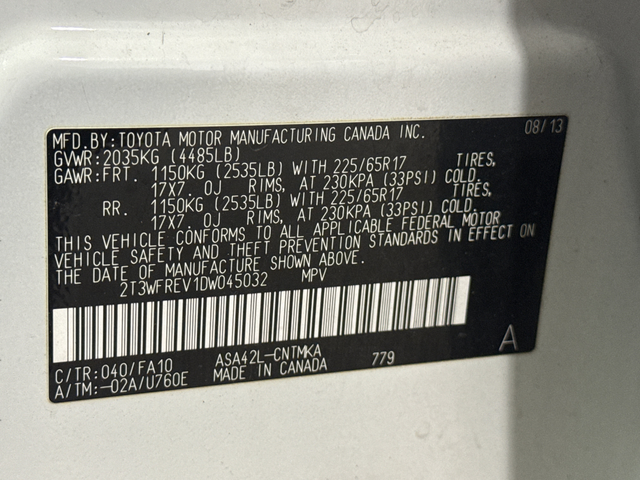 MFD.BY:TOYOTA MOTOR MANUFACTURING CANADA INC. 08/13
GVWR:2035KG (4485LB)
GAWR:FRT. 1150KG (2535LB) WITH 225/65R17 TIRES,
17X7.0J RIMS, AT 230KPA (33PSI) COLD.
RR. 1150KG (2535LB) WITH 225/65R17 TIRES,
17X7.0J RIMS, AT 230KPA (33PSI) COLD.
THIS VEHICLE CONFORMS TO ALL APPLICABLE FEDERAL MOTOR
VEHICLE SAFETY AND THEFT PREVENTION STANDARDS IN EFFECT ON
THE DATE OF MANUFACTURE SHOWN ABOVE.
2T3WFREV1DW045032 MPV
C/TR:040/FA10 ASA42L-CNTMKA 779
A/TM:-02A/U760E MADE IN CANADA A